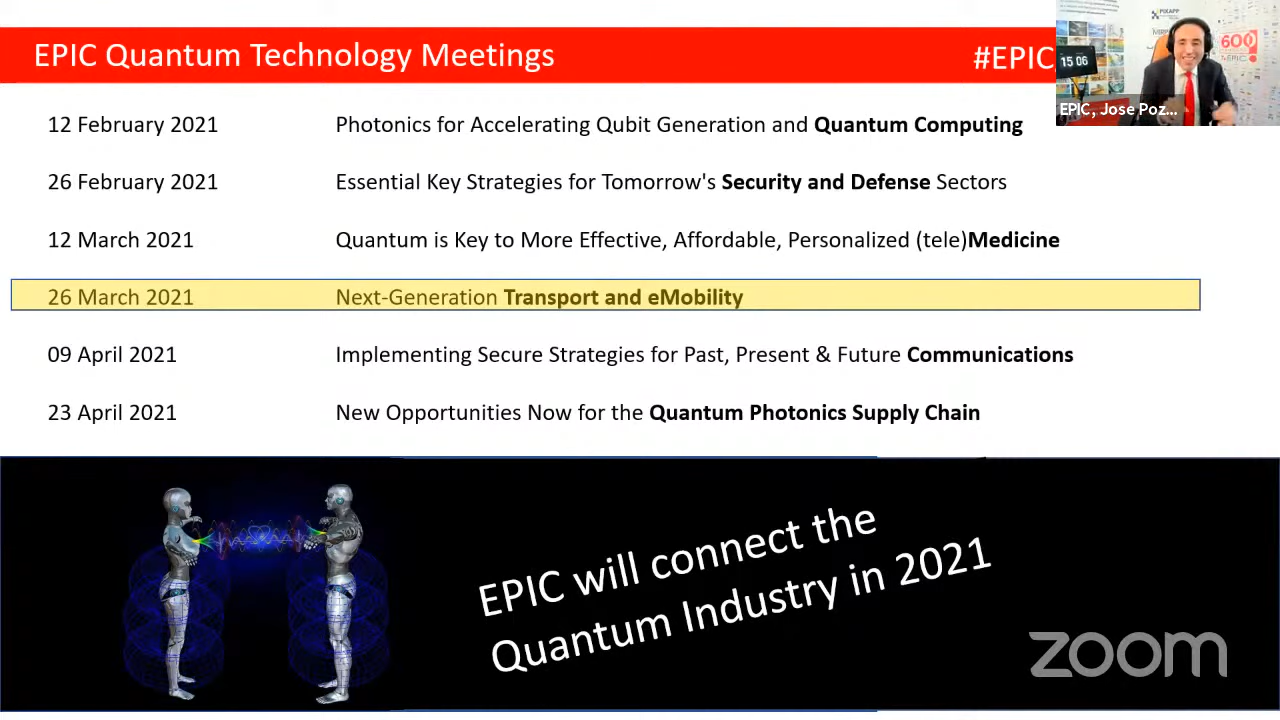 EPIC Quantum Technology Meetings
#EPIC
12 February 2021 Photonics for Accelerating Qubit Generation and Quantum Computing
26 February 2021 Essential Key Strategies for Tomorrow's Security and Defense Sectors
12 March 2021 Quantum is Key to More Effective, Affordable, Personalized (tele)Medicine
26 March 2021 Next-Generation Transport and eMobility
09 April 2021 Implementing Secure Strategies for Past, Present & Future Communications
23 April 2021 New Opportunities Now for the Quantum Photonics Supply Chain
PIXAPP
600
EPIC
15 06
EPIC, Jose Poz...
EPIC will connect the
Quantum Industry in 2021
zoom